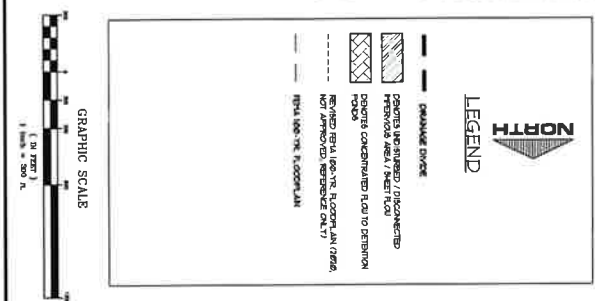 NORTH
LEGEND
DRAINAGE DIVIDE
DENOTES UNDISTURBED / DISCONNECTED
IMPERVIOUS AREA / SHEET FLOW
DENOTES CONCENTRATED FLOW TO DETENTION
PONDS
REVISED FEMA 100-YR. FLOODPLAIN (2020,
NOT APPROVED, REFERENCE ONLY)
FEMA 100-YR. FLOODPLAIN
GRAPHIC SCALE
( IN FEET )
1 inch = 300 ft.